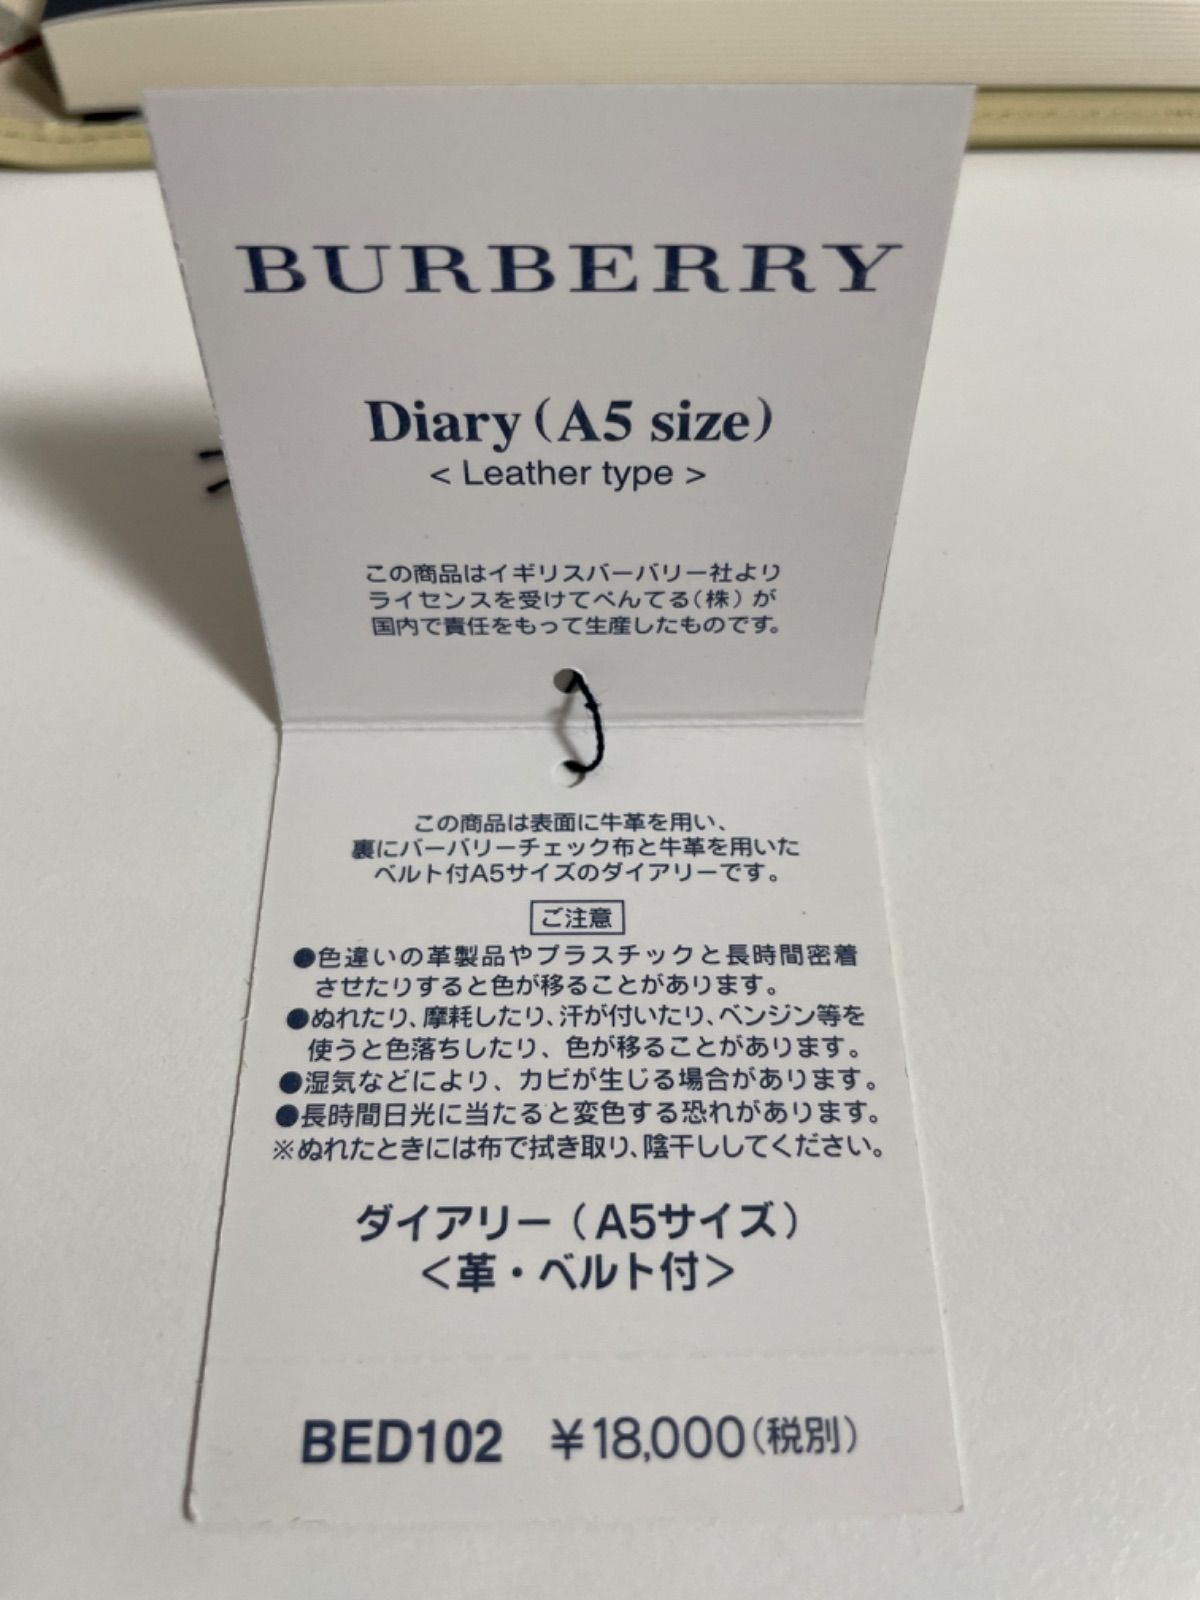 BURBERRY
Diary (A5 size)
< Leather type >
この商品はイギリスバーバリー社より
ライセンスを受けてぺんてる(株)が
国内で責任をもって生産したものです。
この商品は表面に牛革を用い、
裏にバーバリーチェック布と牛革を用いた
ベルト付A5サイズのダイアリーです。
ご注意
●色違いの革製品やプラスチックと長時間密着
させたりすると色が移ることがあります。
●ぬれたり、摩耗したり、汗が付いたり、ベンジン等を
使うと色落ちしたり、色が移ることがあります。
●湿気などにより、カビが生じる場合があります。
●長時間日光に当たると変色する恐れがあります。
※ぬれたときには布で拭き取り、陰干ししてください。
ダイアリー（A5サイズ）
＜革・ベルト付＞
BED102 ¥18,000(税別)